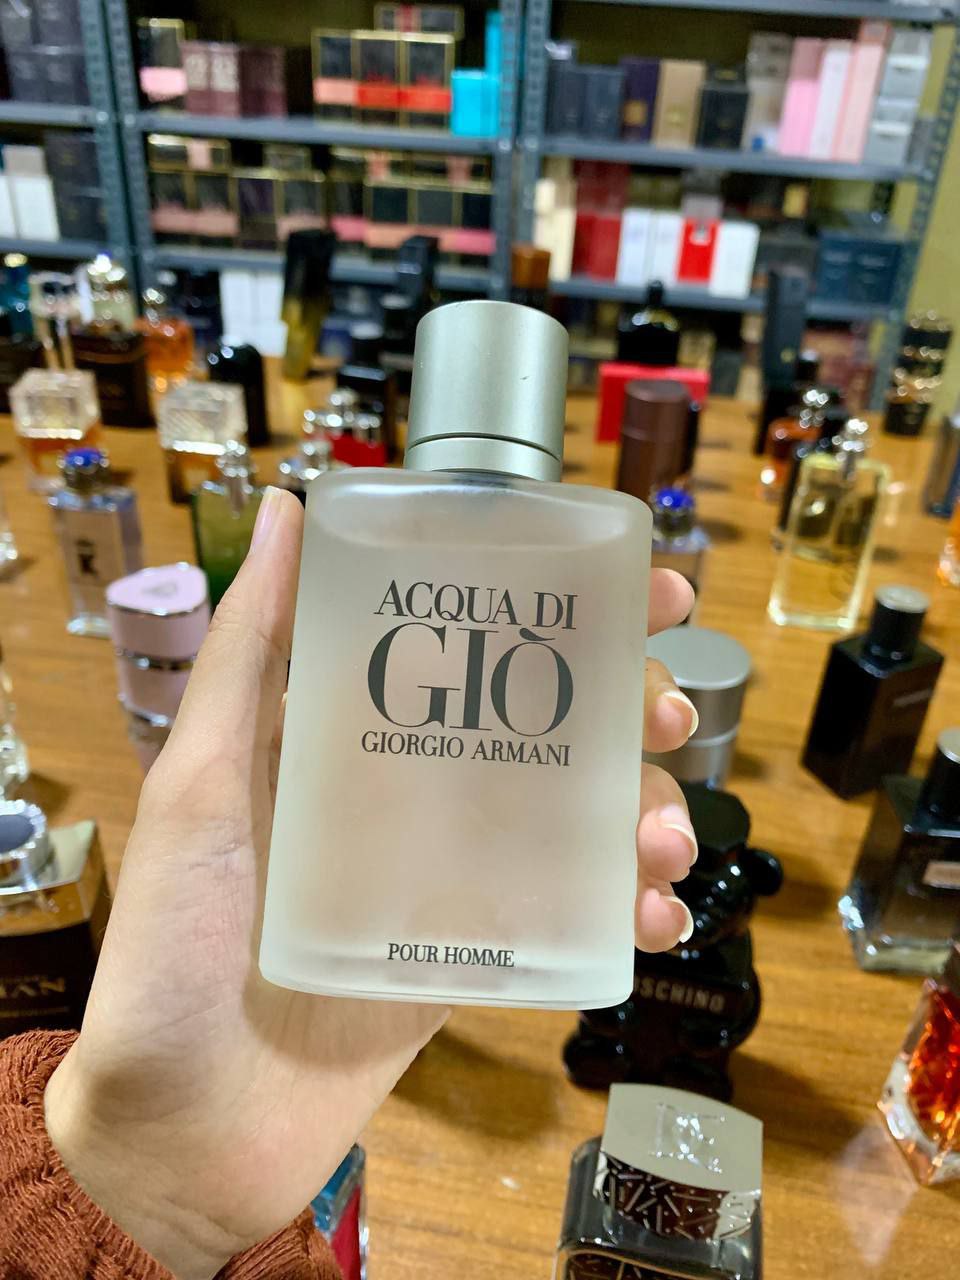 ACQUA DI
GIÒ
GIORGIO ARMANI
POUR HOMME
K